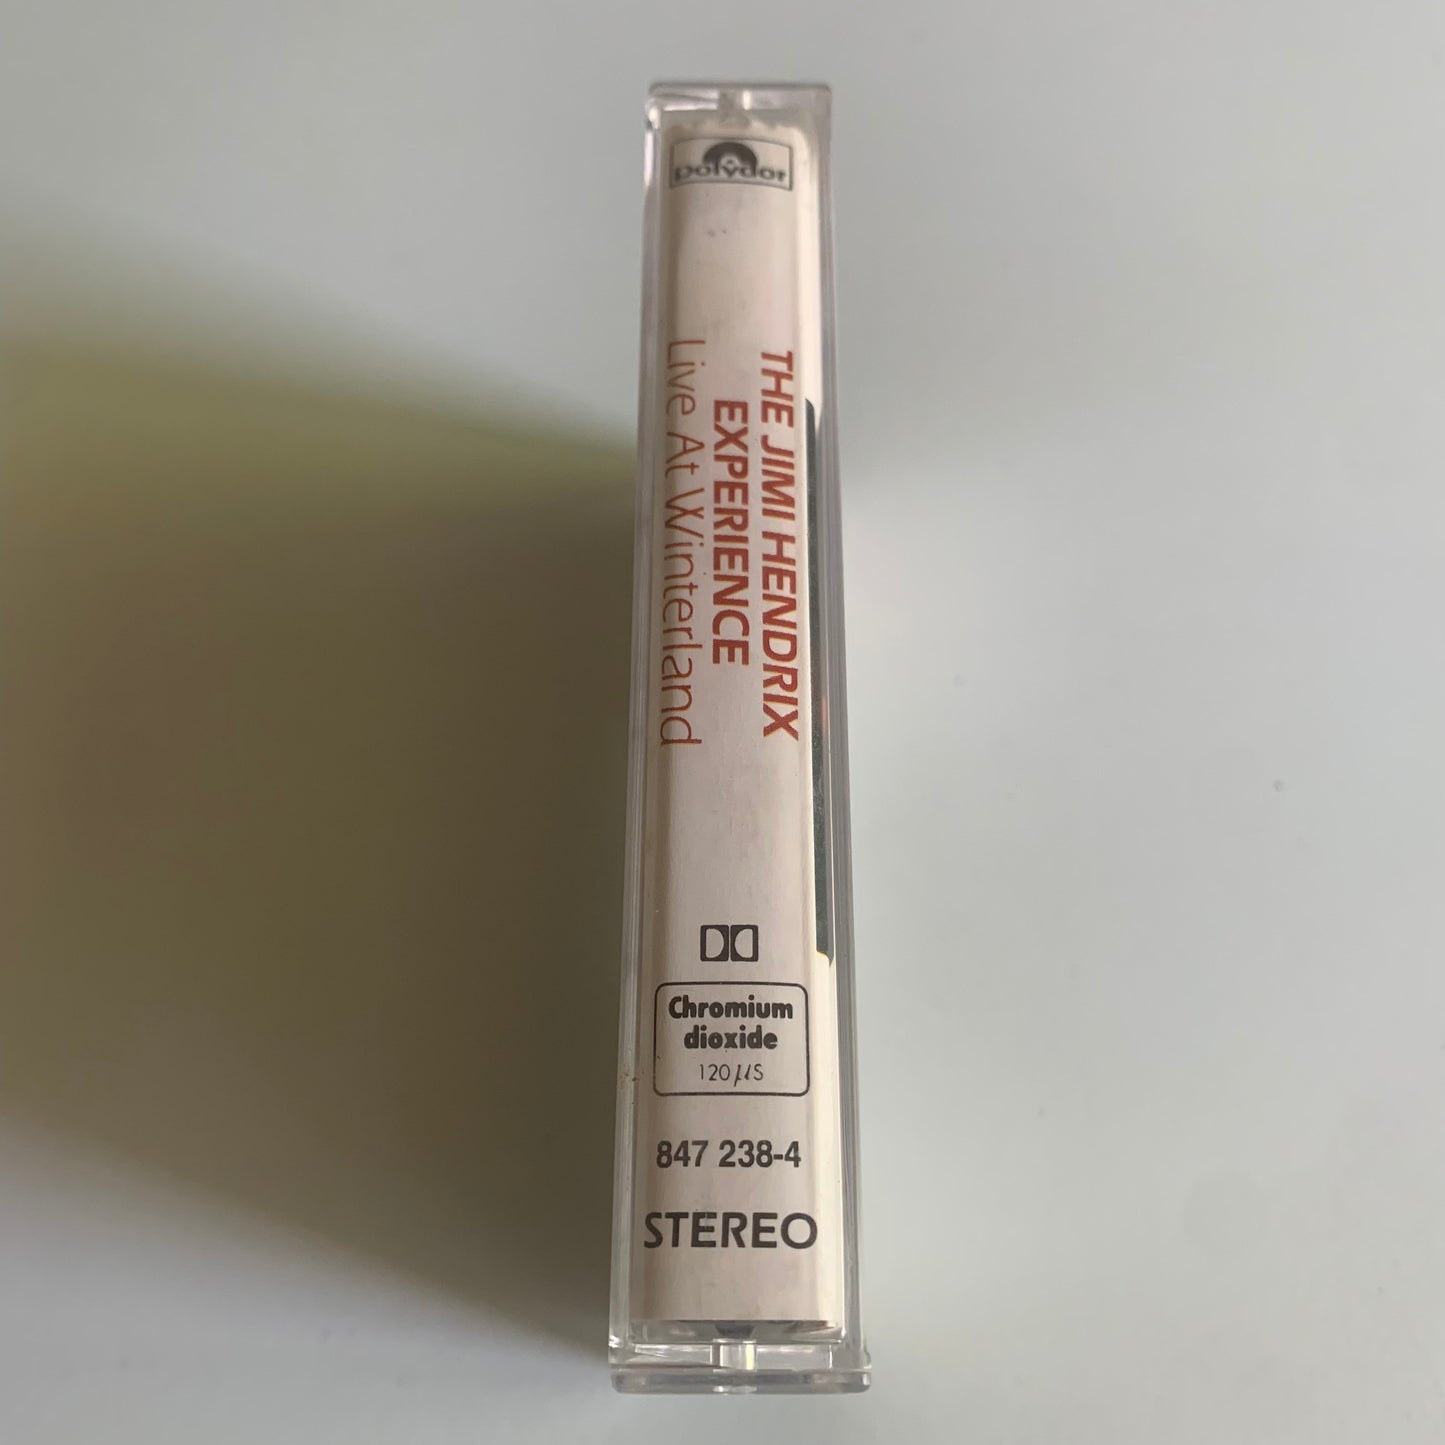 polydor
THE JIMI HENDRIX
EXPERIENCE
Live At Winterland
Chromium
dioxide
120 µs
847 238-4
STEREO